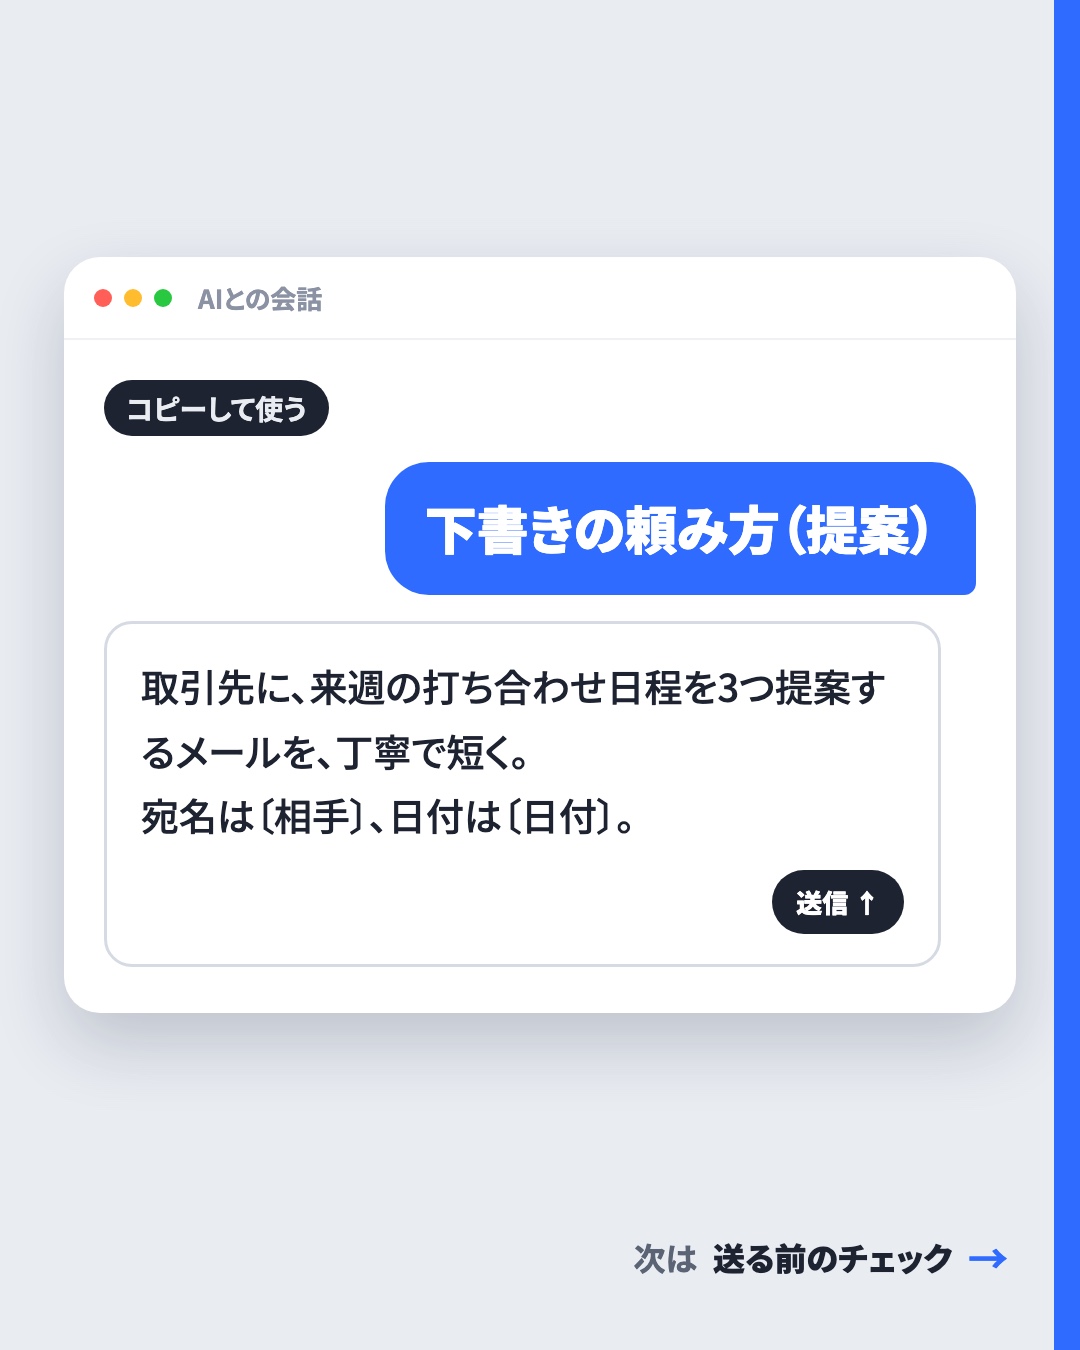 AIとの会話
コピーして使う
下書きの頼み方（提案）
取引先に、来週の打ち合わせ日程を3つ提案す
るメールを、丁寧で短く。
宛名は〔相手〕、日付は〔日付〕。
送信 ↑
次は 送る前のチェック →